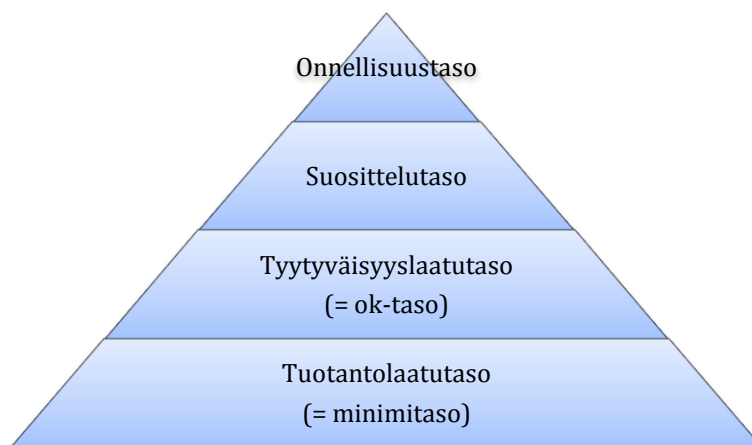 Onnellisuustaso
Suosittelutaso
Tyytyväisyyslaatutaso
(= ok-taso)
Tuotantolaatutaso
(= minimitaso)